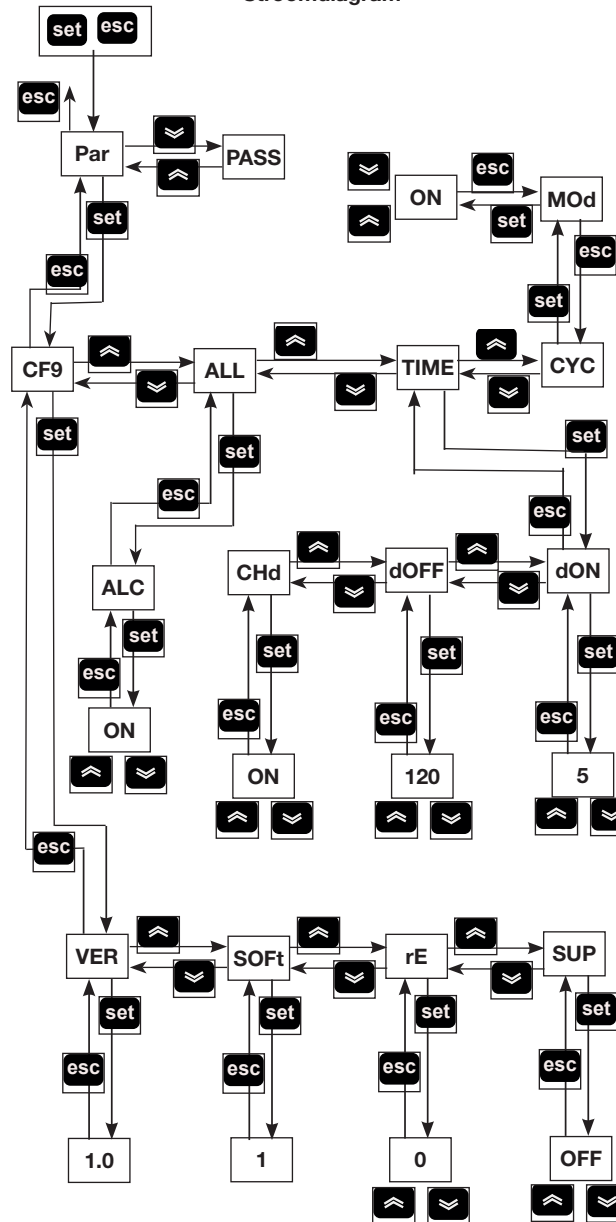 Stroomdiagram
set esc
esc
Par PASS
set
esc
ON esc MOd
set
esc
set
CF9 ALL TIME CYC
set
set
set
esc
esc
ALC CHd dOFF dON
set
set
set
set
esc
esc
esc
esc
ON ON 120 5
esc
VER SOFt rE SUP
set set set set
esc esc esc esc
1.0 1 0 OFF